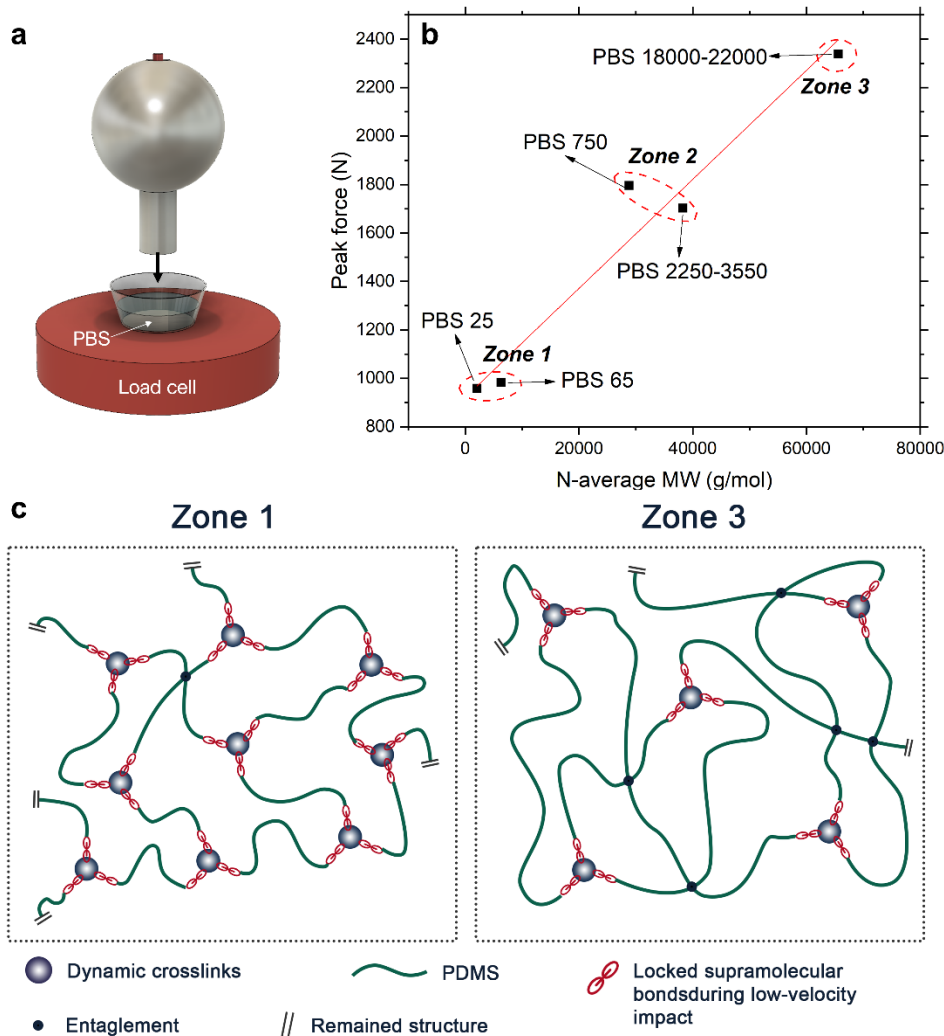 a
PBS
Load cell
b
Peak force (N)
2400
2200
2000
1800
1600
1400
1200
1000
800
PBS 18000-22000
Zone 3
PBS 750
Zone 2
PBS 2250-3550
PBS 25
Zone 1
PBS 65
0
20000
40000
60000
80000
N-average MW (g/mol)
c
Zone 1
Zone 3
Dynamic crosslinks
PDMS
Locked supramolecular
bondsduring low-velocity
impact
Entaglement
Remained structure